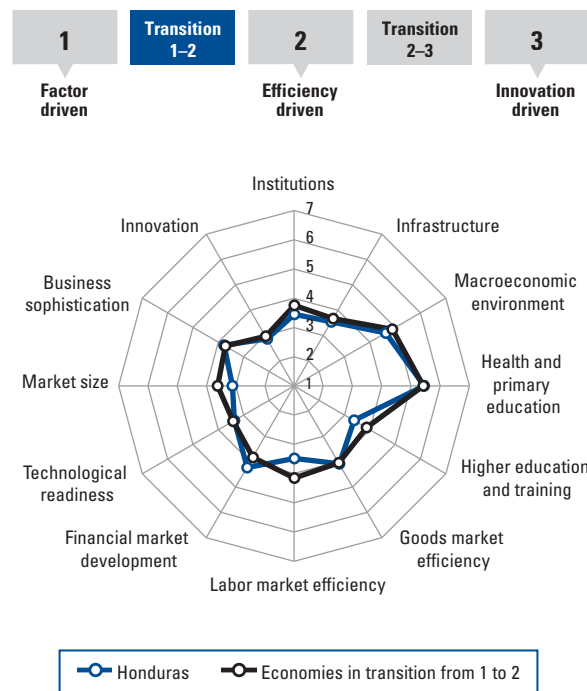 1
Transition
1–2
2
Transition
2–3
3
Factor
driven
Efficiency
driven
Innovation
driven
Institutions
Innovation
Infrastructure
Business
sophistication
Macroeconomic
environment
Market size
Health and
primary
education
Technological
readiness
Higher education
and training
Financial market
development
Goods market
efficiency
Labor market efficiency
7
6
5
4
3
2
1
Honduras
Economies in transition from 1 to 2